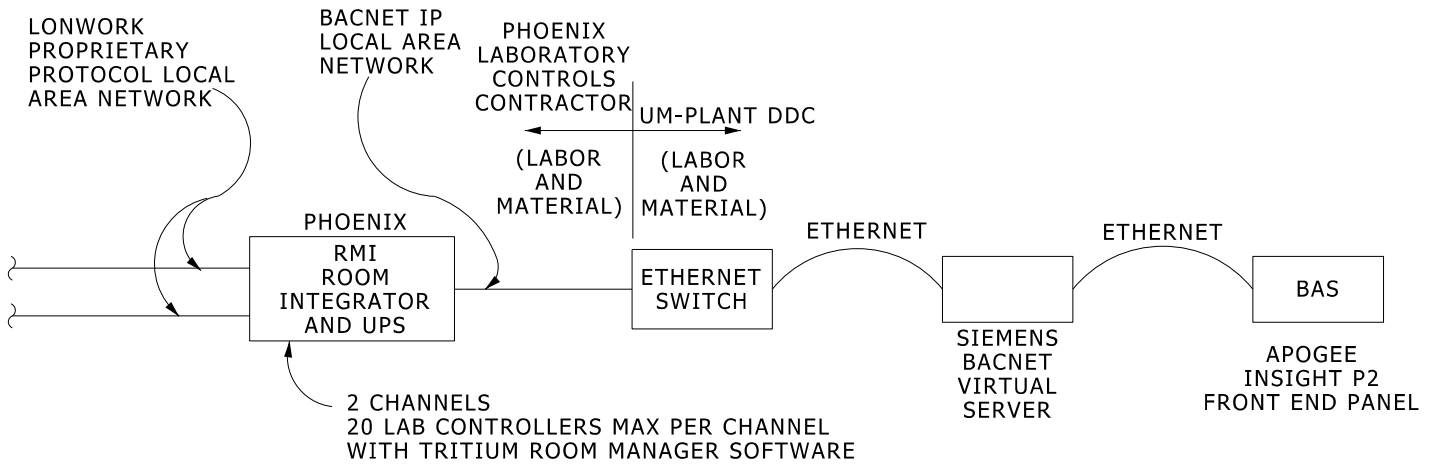 LONWORK
PROPRIETARY
PROTOCOL LOCAL
AREA NETWORK
BACNET IP
LOCAL AREA
NETWORK
PHOENIX
LABORATORY
CONTROLS
CONTRACTOR
UM-PLANT DDC
(LABOR
AND
MATERIAL)
(LABOR
AND
MATERIAL)
PHOENIX
RMI
ROOM
INTEGRATOR
AND UPS
ETHERNET
SWITCH
ETHERNET
ETHERNET
BAS
SIEMENS
BACNET
VIRTUAL
SERVER
APOGEE
INSIGHT P2
FRONT END PANEL
2 CHANNELS
20 LAB CONTROLLERS MAX PER CHANNEL
WITH TRITIUM ROOM MANAGER SOFTWARE